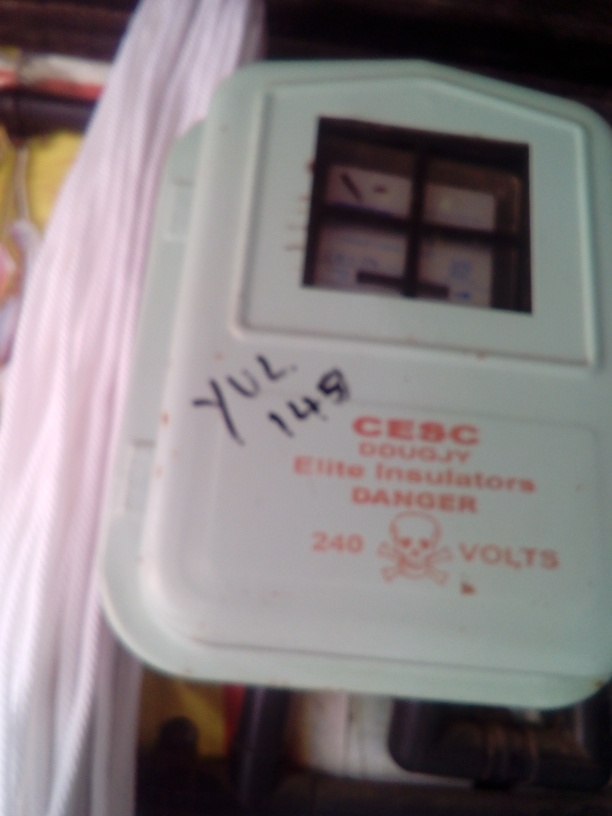 YUL.
148
CESC
DDUGJY
Elite Insulators
DANGER
240 VOLTS